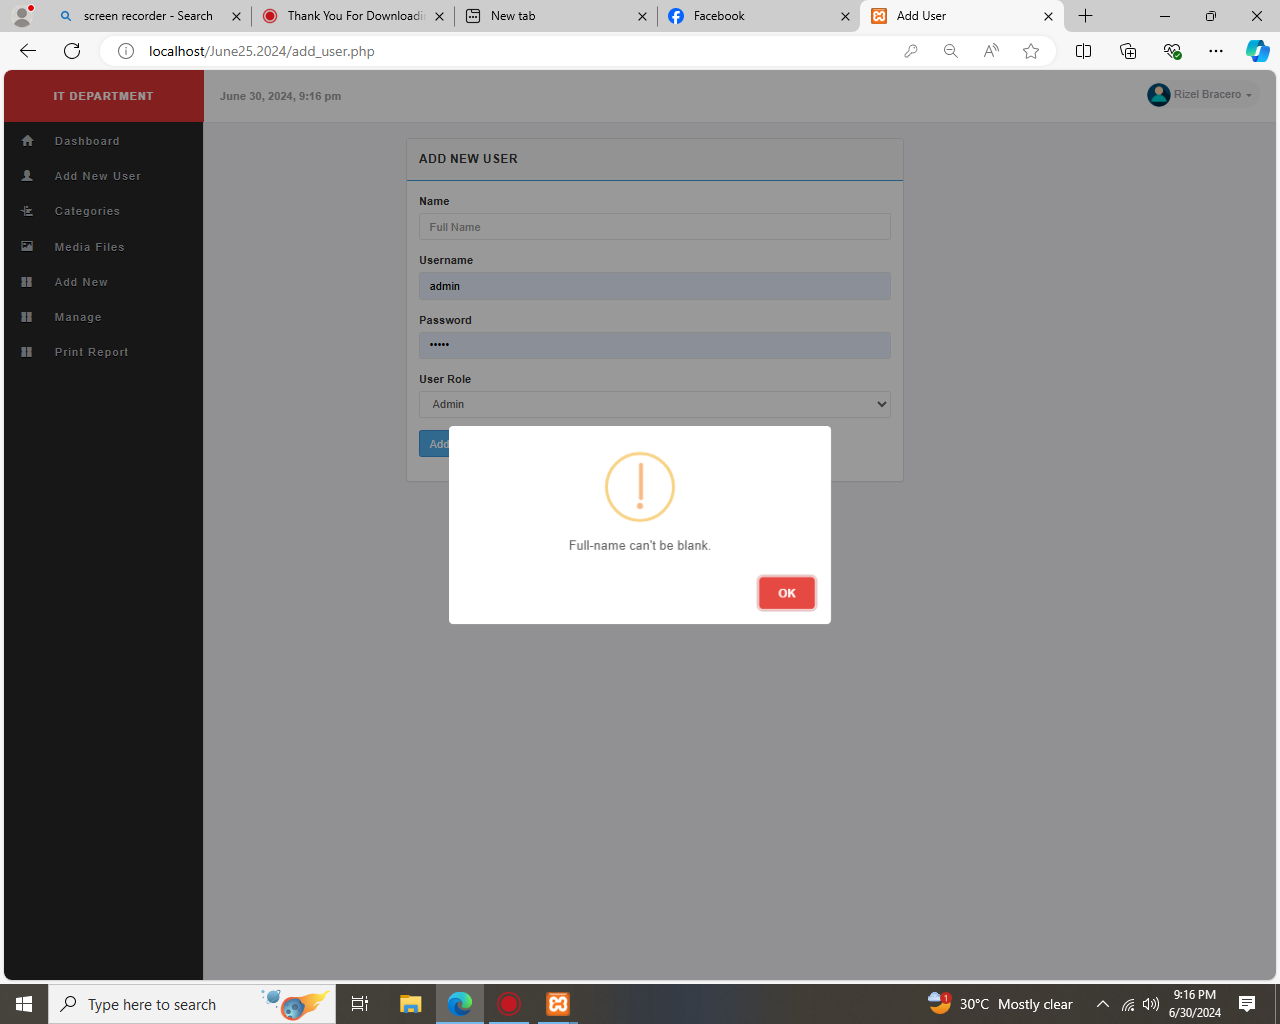 screen recorder - Search
Thank You For Downloadin
New tab
Facebook
Add User
localhost/June25.2024/add_user.php
IT DEPARTMENT
June 30, 2024, 9:16 pm
Rizel Bracero
Dashboard
Add New User
Categories
Media Files
Add New
Manage
Print Report
ADD NEW USER
Name
Full Name
Username
admin
Password
•••••
User Role
Admin
Add
Full-name can't be blank.
OK
Type here to search
1
30°C Mostly clear
9:16 PM
6/30/2024